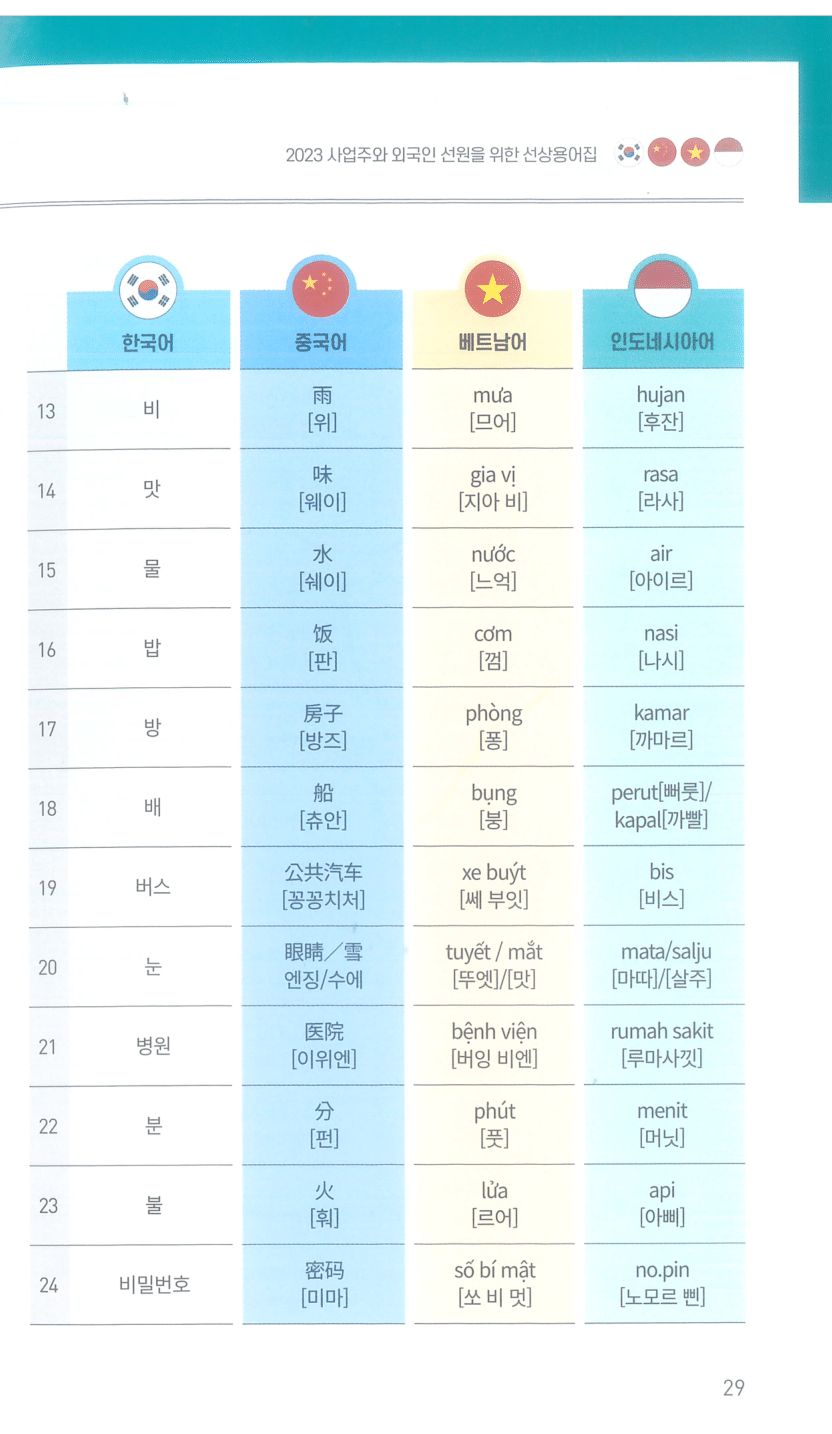 2023 사업주와 외국인 선원을 위한 선상용어집
한국어 중국어 베트남어 인도네시아어
13 비 雨 mưa hujan
[위] [므어] [후잔]
14 맛 味 gia vị rasa
[웨이] [지아 비] [라사]
15 물 水 nước air
[쉐이] [느억] [아이르]
16 밥 饭 cơm nasi
[판] [껌] [나시]
17 방 房子 phòng kamar
[방즈] [퐁] [까마르]
18 배 船 bụng perut[뻐룻]/
[츄안] [붕] kapal[까빨]
19 버스 公共汽车 xe buýt bis
[꽁꽁치처] [쎄 부잇] [비스]
20 눈 眼睛／雪 tuyết / mắt mata/salju
엔징/수에 [뚜엣]/[맛] [마따]/[살주]
21 병원 医院 bệnh viện rumah sakit
[이위엔] [버잉 비엔] [루마사낏]
22 분 分 phút menit
[펀] [풋] [머닛]
23 불 火 lửa api
[훠] [르어] [아삐]
24 비밀번호 密码 số bí mật no.pin
[미마] [쏘 비 멋] [노모르 삔]
29